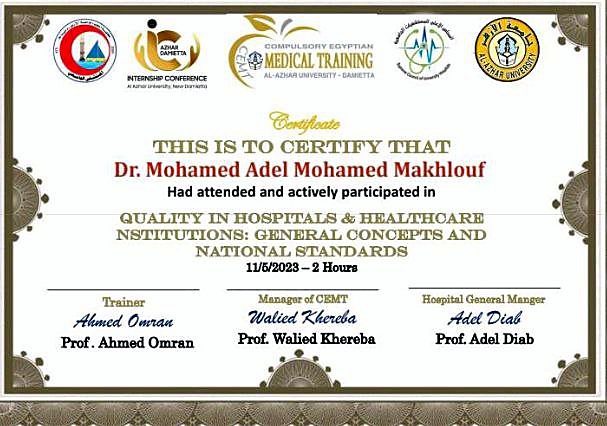 COMPULSORY EGYPTIAN
CEMT
MEDICAL TRAINING
AL-AZHAR UNIVERSITY - DAMIETTA
AZHAR
DAMIETTA
INTERNSHIP CONFERENCE
Al Azhar University, New Damietta
جامعة الأزهر
AL-AZHAR UNIVERSITY
Certificate
THIS IS TO CERTIFY THAT
Dr. Mohamed Adel Mohamed Makhlouf
Had attended and actively participated in
QUALITY IN HOSPITALS & HEALTHCARE
NSTITUTIONS: GENERAL CONCEPTS AND
NATIONAL STANDARDS
11/5/2023 – 2 Hours
Trainer
Ahmed Omran
Prof . Ahmed Omran
Manager of CEMT
Walied Khereba
Prof. Walied Khereba
Hospital General Manger
Adel Diab
Prof. Adel Diab